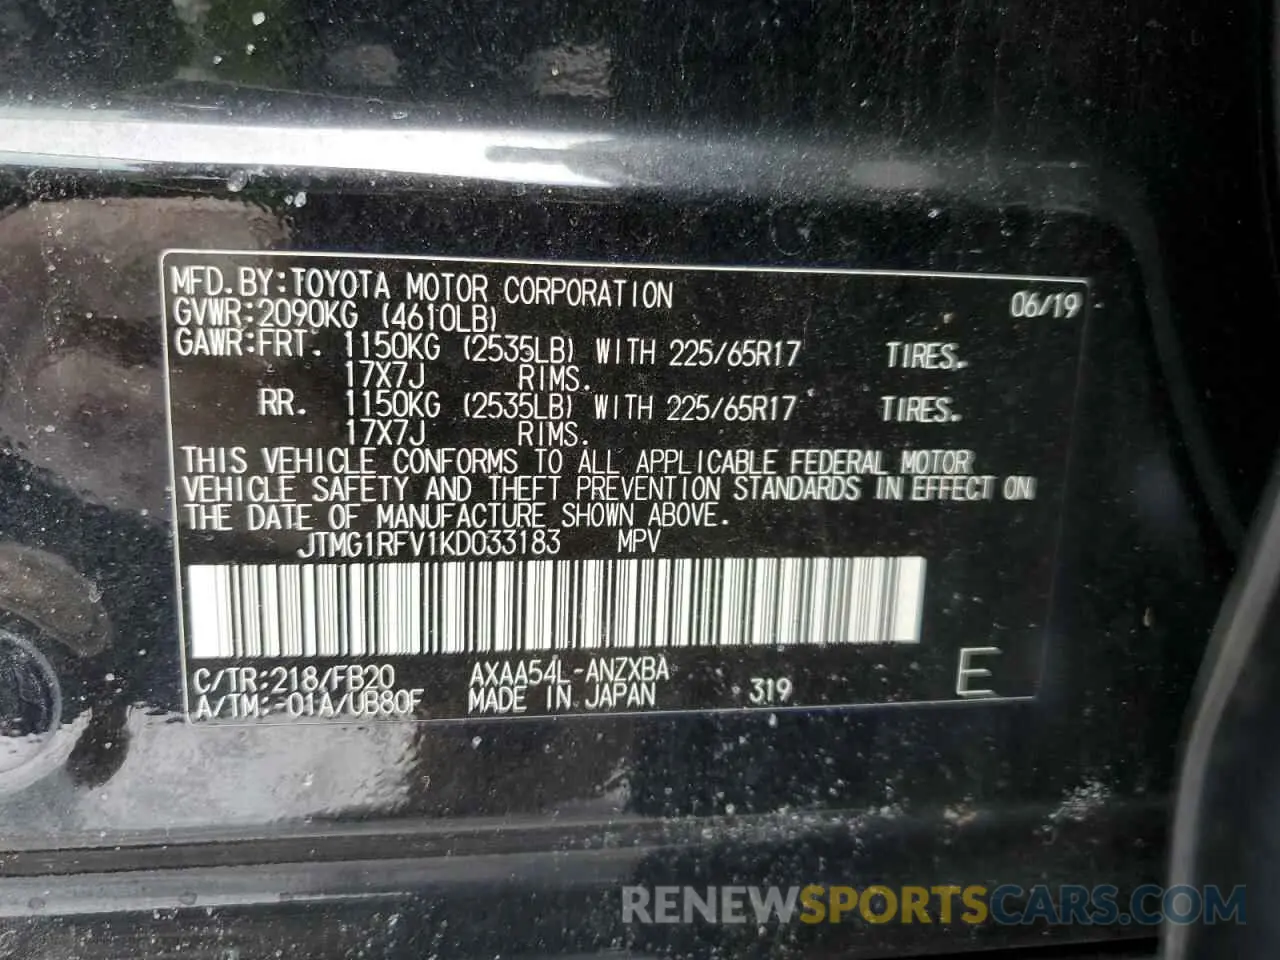 MFD.BY:TOYOTA MOTOR CORPORATION 06/19
GVWR:2090KG (4610LB)
GAWR:FRT. 1150KG (2535LB) WITH 225/65R17 TIRES.
17X7J RIMS.
RR. 1150KG (2535LB) WITH 225/65R17 TIRES.
17X7J RIMS.
THIS VEHICLE CONFORMS TO ALL APPLICABLE FEDERAL MOTOR
VEHICLE SAFETY AND THEFT PREVENTION STANDARDS IN EFFECT ON
THE DATE OF MANUFACTURE SHOWN ABOVE.
JTMG1RFV1KD033183 MPV
C/TR:218/FB20 AXAA54L-ANZXBA
A/TM:-01A/UB80F MADE IN JAPAN 319 E
RENEWSPORTSCARS.COM